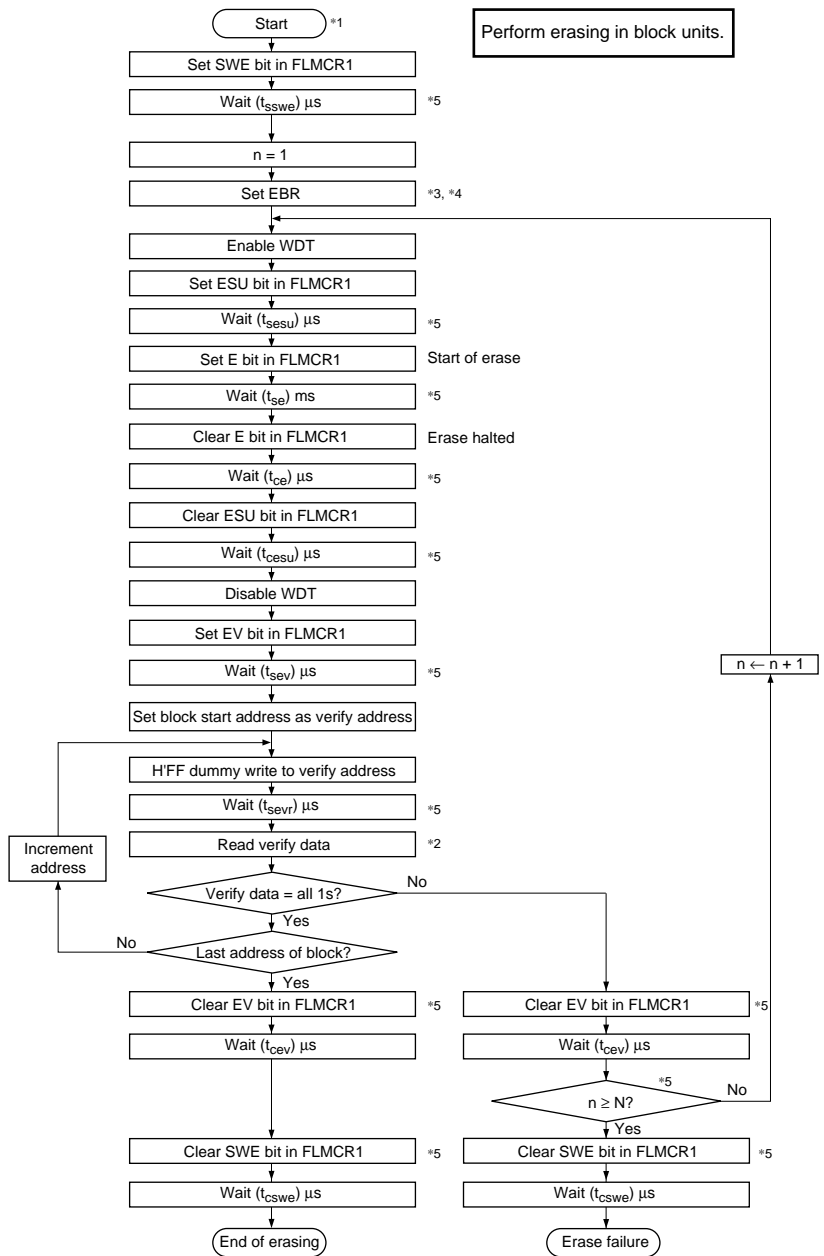 Start *1
Perform erasing in block units.
Set SWE bit in FLMCR1
Wait (tsswe) μs *5
n = 1
Set EBR *3, *4
Enable WDT
Set ESU bit in FLMCR1
Wait (tsesu) μs *5
Set E bit in FLMCR1 Start of erase
Wait (tse) ms *5
Clear E bit in FLMCR1 Erase halted
Wait (tce) μs *5
Clear ESU bit in FLMCR1
Wait (tcesu) μs *5
Disable WDT
Set EV bit in FLMCR1
Wait (tsev) μs *5
n ← n + 1
Set block start address as verify address
H'FF dummy write to verify address
Wait (tsevr) μs *5
Increment
address
Read verify data *2
Verify data = all 1s? No
Yes
No Last address of block?
Yes
Clear EV bit in FLMCR1 *5
Wait (tcev) μs
Clear EV bit in FLMCR1 *5
Wait (tcev) μs
*5
n ≥ N? No
Yes
Clear SWE bit in FLMCR1 *5
Wait (tcswe) μs
End of erasing
Clear SWE bit in FLMCR1 *5
Wait (tcswe) μs
Erase failure